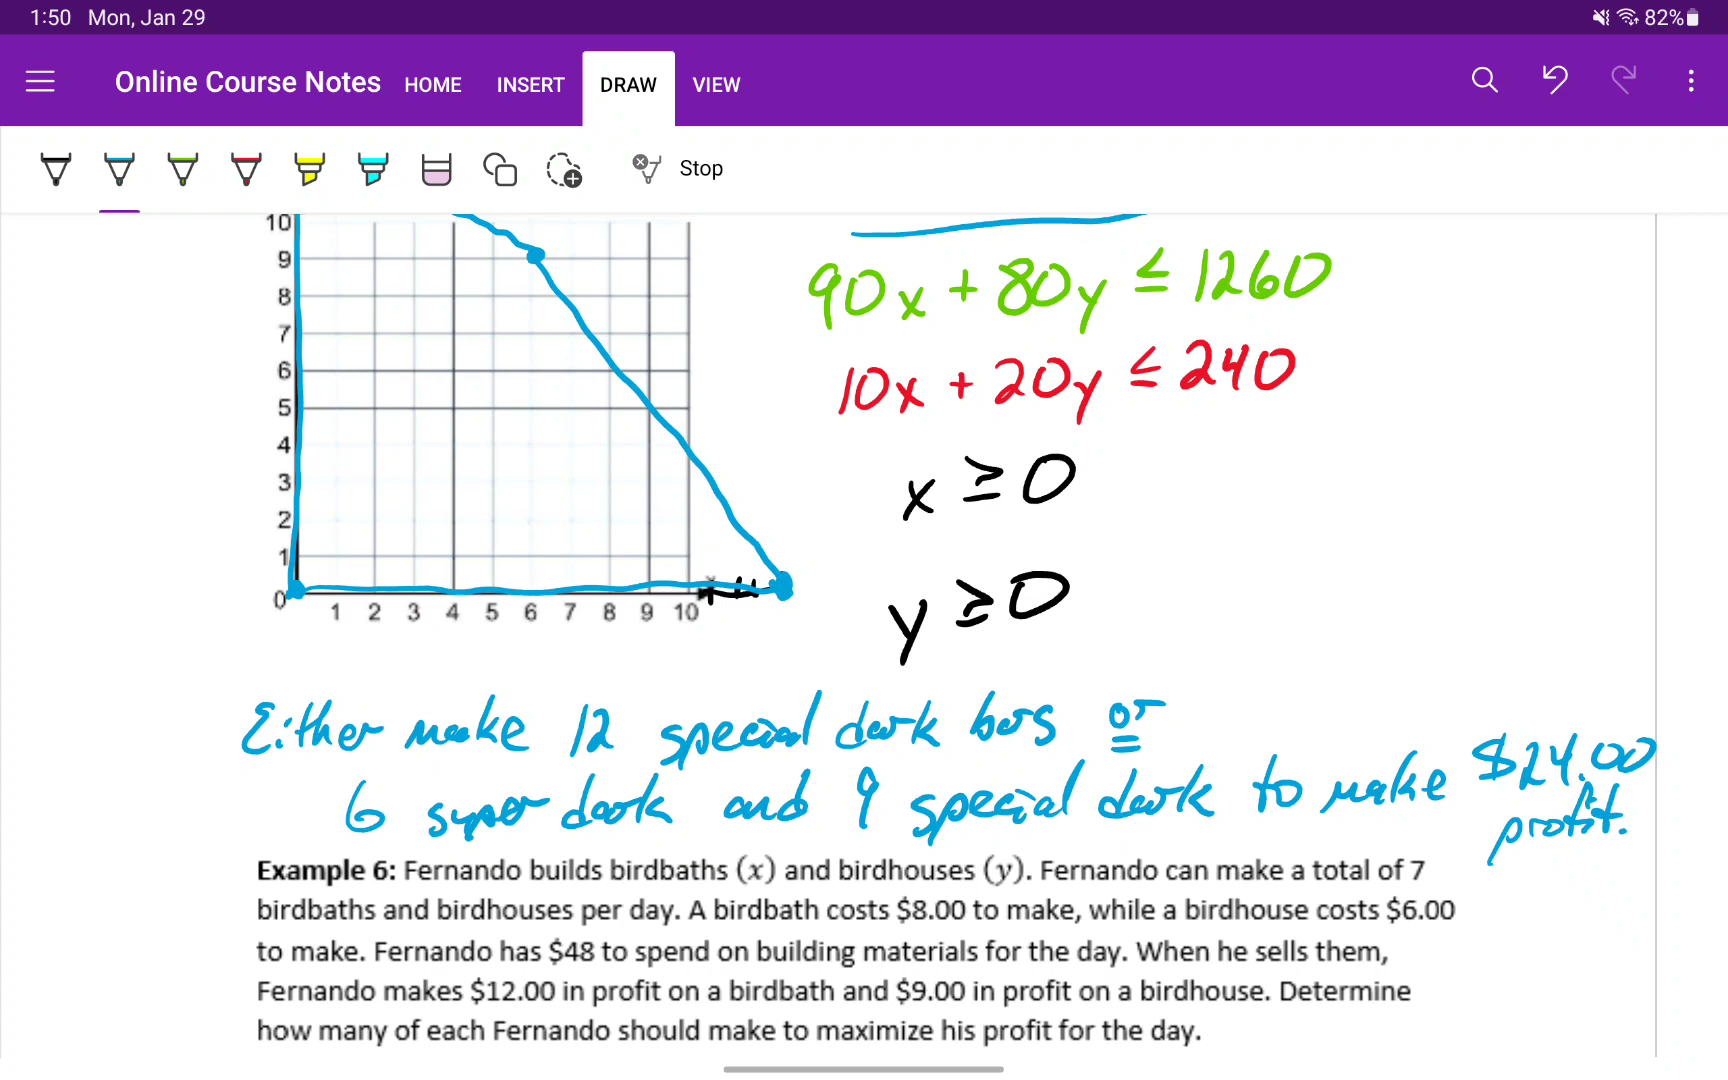 1:50 Mon, Jan 29 82%
Online Course Notes HOME INSERT DRAW VIEW
Stop
10
9
8
7
6
5
4
3
2
1
0
1 2 3 4 5 6 7 8 9 10
90x + 80y ≤ 1260
10x + 20y ≤ 240
x ≥ 0
y ≥ 0
Either make 12 special dark bars or
6 super dark and 9 special dark to make $24.00
profit.
Example 6: Fernando builds birdbaths (x) and birdhouses (y). Fernando can make a total of 7
birdbaths and birdhouses per day. A birdbath costs $8.00 to make, while a birdhouse costs $6.00
to make. Fernando has $48 to spend on building materials for the day. When he sells them,
Fernando makes $12.00 in profit on a birdbath and $9.00 in profit on a birdhouse. Determine
how many of each Fernando should make to maximize his profit for the day.